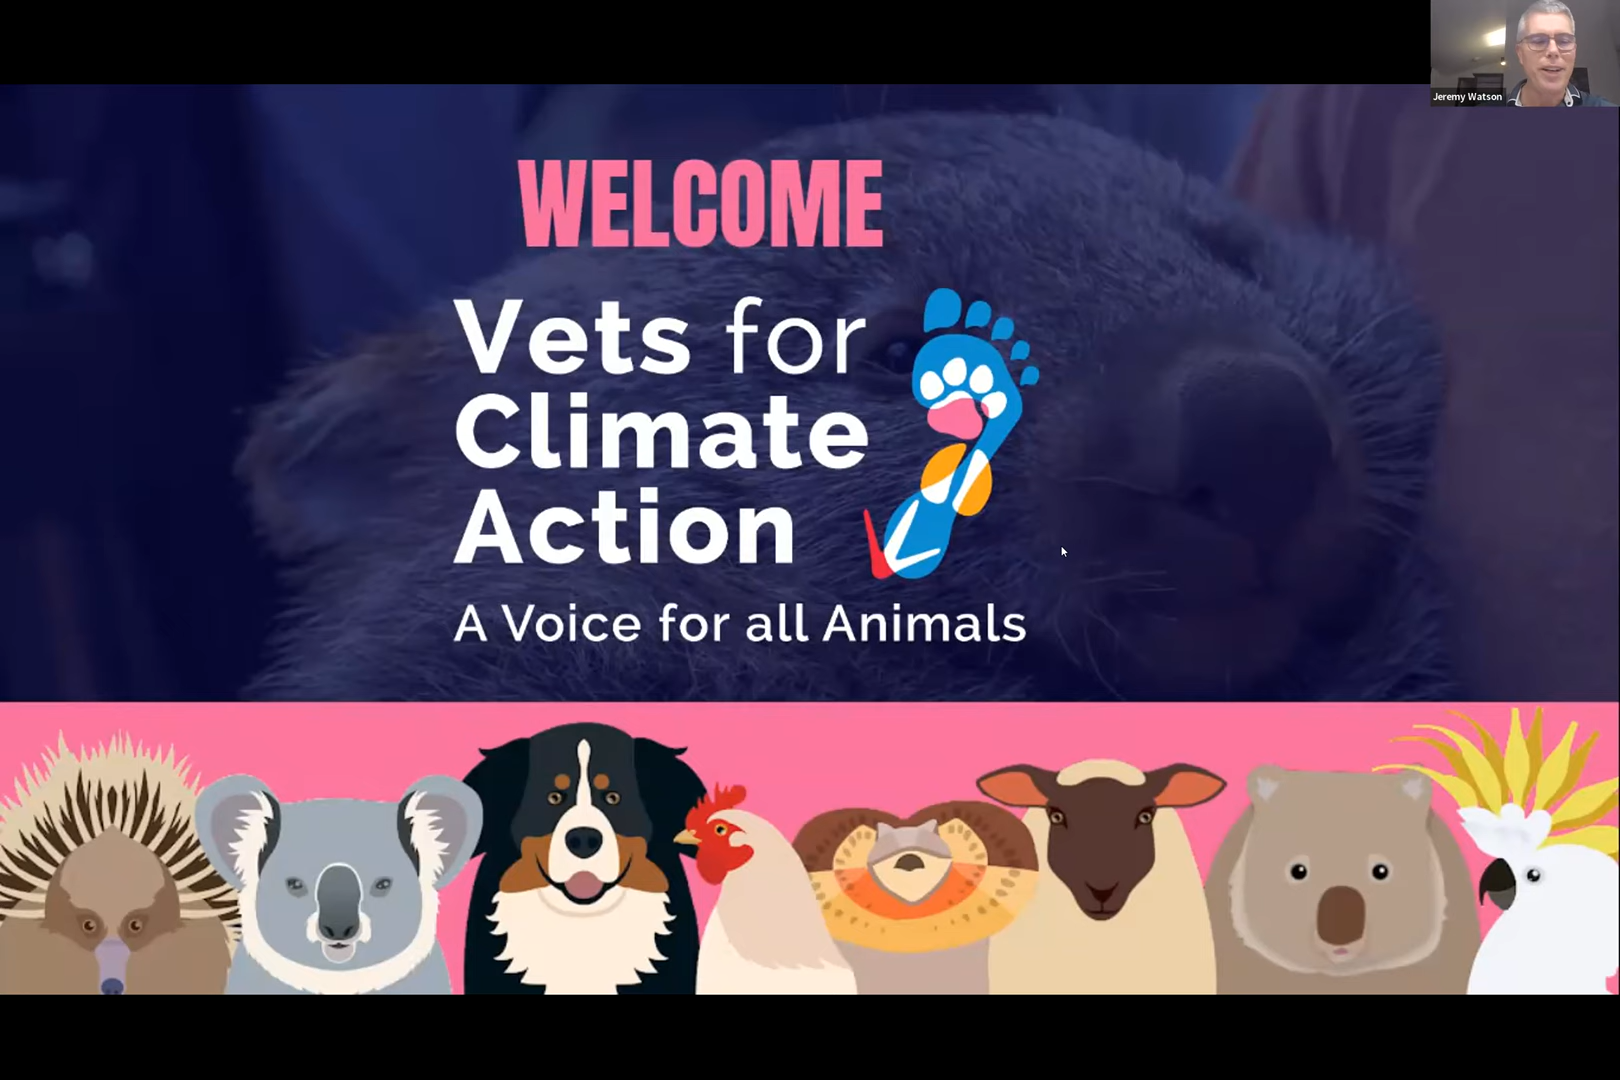 Jeremy Watson
WELCOME
Vets for
Climate
Action
A Voice for all Animals